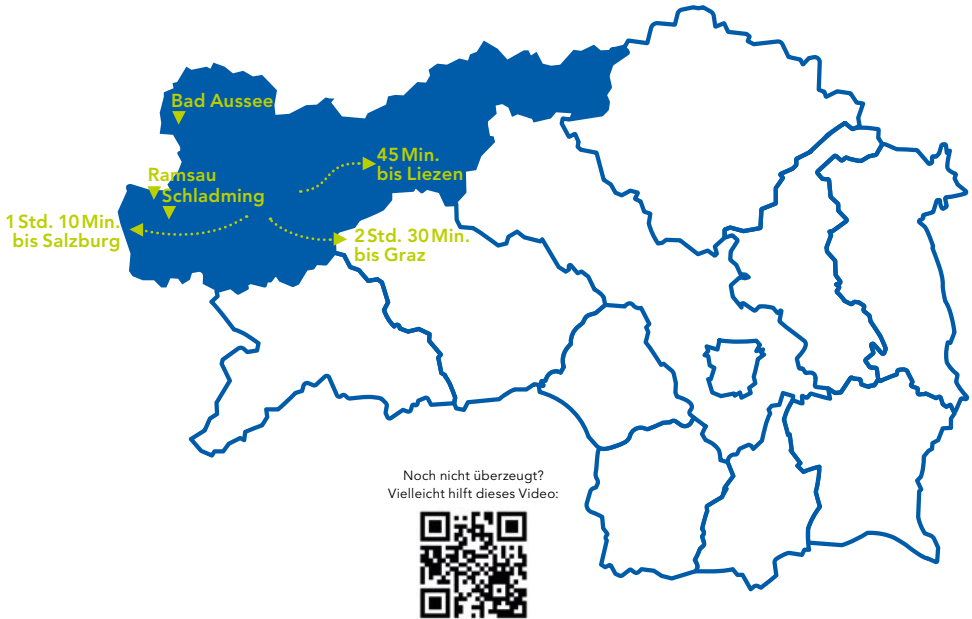 Bad Aussee
45 Min.
bis Liezen
Ramsau
Schladming
1 Std. 10 Min.
bis Salzburg
2 Std. 30 Min.
bis Graz
Noch nicht überzeugt?
Vielleicht hilft dieses Video: